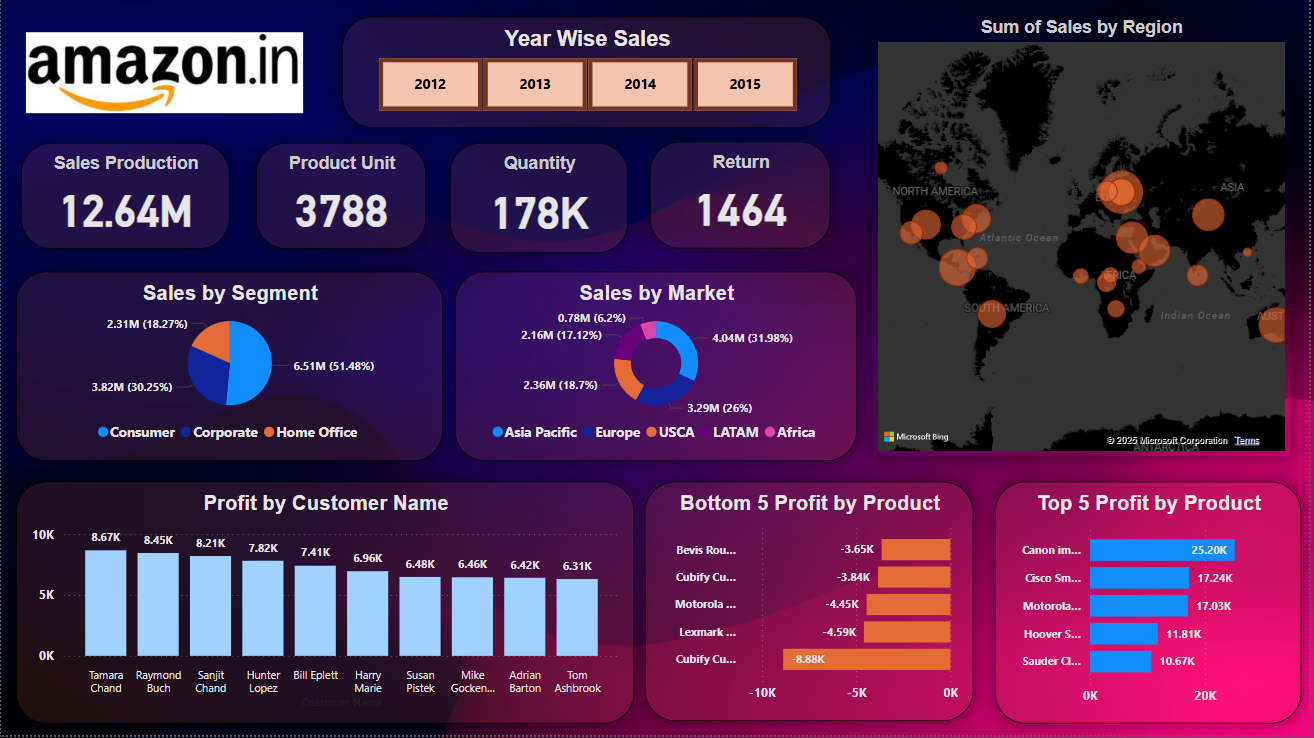 amazon.in
Year Wise Sales
2012
2013
2014
2015
Sum of Sales by Region
NORTH AMERICA
ASIA
Atlantic Ocean
SOUTH AMERICA
Indian Ocean
AUST
Microsoft Bing
© 2025 Microsoft Corporation Terms
ANTARCTICA
Sales Production
12.64M
Product Unit
3788
Quantity
178K
Return
1464
Sales by Segment
2.31M (18.27%)
6.51M (51.48%)
3.82M (30.25%)
Consumer Corporate Home Office
Sales by Market
0.78M (6.2%)
2.16M (17.12%)
4.04M (31.98%)
2.36M (18.7%)
3.29M (26%)
Asia Pacific Europe USCA LATAM Africa
Profit by Customer Name
10K
5K
0K
8.67K
8.45K
8.21K
7.82K
7.41K
6.96K
6.48K
6.46K
6.42K
6.31K
Tamara
Chand
Raymond
Buch
Sanjit
Chand
Hunter
Lopez
Bill Eplett
Harry
Marie
Susan
Pistek
Mike
Gocken...
Adrian
Barton
Tom
Ashbrook
Customer Name
Bottom 5 Profit by Product
Bevis Rou... -3.65K
Cubify Cu... -3.84K
Motorola ... -4.45K
Lexmark ... -4.59K
Cubify Cu... -8.88K
-10K -5K 0K
Top 5 Profit by Product
Canon im... 25.20K
Cisco Sm... 17.24K
Motorola... 17.03K
Hoover S... 11.81K
Sauder Cl... 10.67K
0K 20K